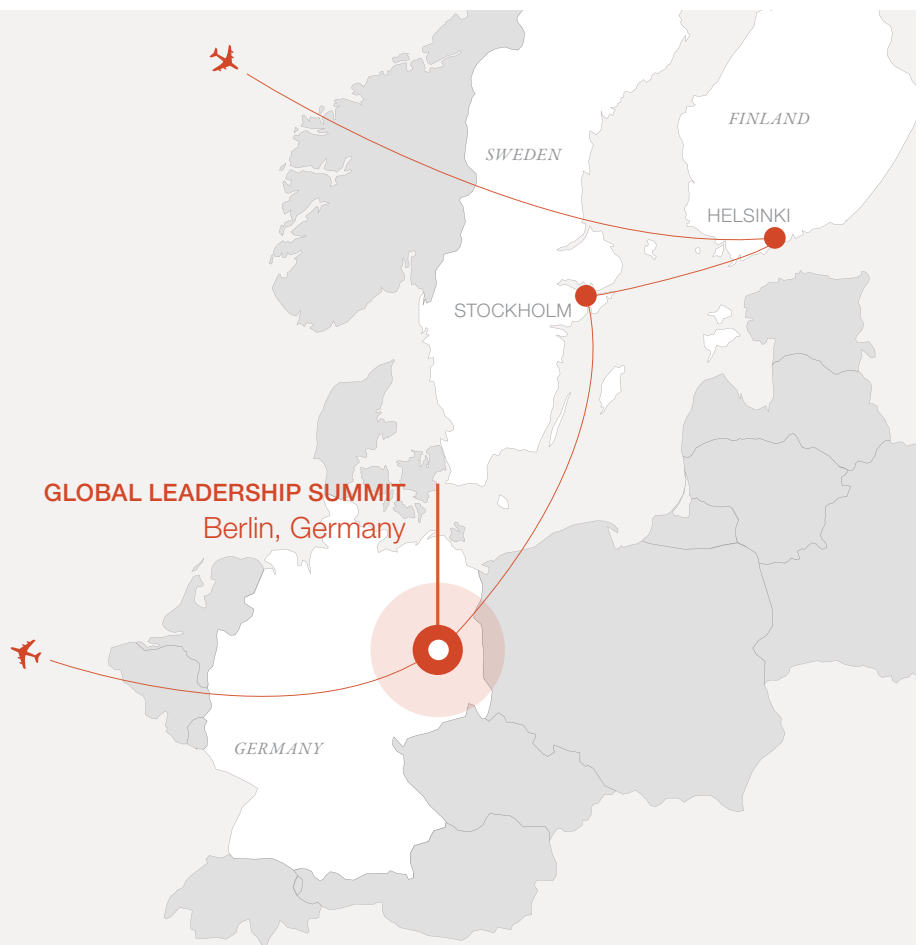 FINLAND
SWEDEN
HELSINKI
STOCKHOLM
GLOBAL LEADERSHIP SUMMIT
Berlin, Germany
GERMANY